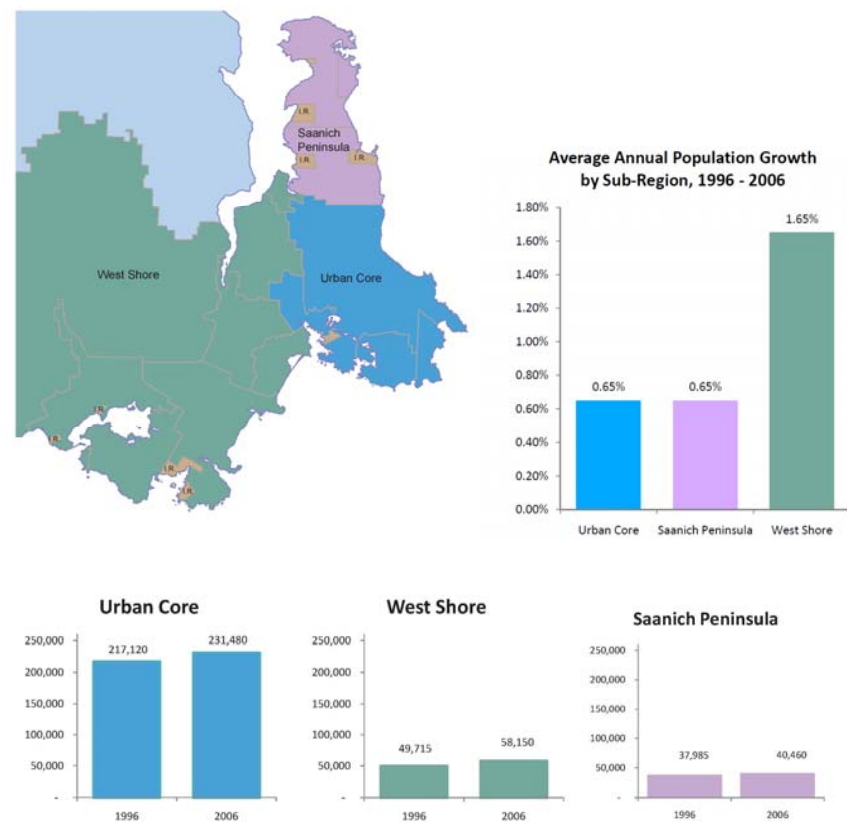 I.R.
Saanich
Peninsula
I.R.
I.R.
West Shore
Urban Core
I.R.
I.R.
I.R.
I.R.
Average Annual Population Growth
by Sub-Region, 1996 - 2006
1.80%
1.60%
1.40%
1.20%
1.00%
0.80%
0.60%
0.40%
0.20%
0.00%
0.65%
0.65%
1.65%
Urban Core
Saanich Peninsula
West Shore
Urban Core
250,000
200,000
150,000
100,000
50,000
-
217,120
231,480
1996
2006
West Shore
250,000
200,000
150,000
100,000
50,000
-
49,715
58,150
1996
2006
Saanich Peninsula
250,000
200,000
150,000
100,000
50,000
-
37,985
40,460
1996
2006